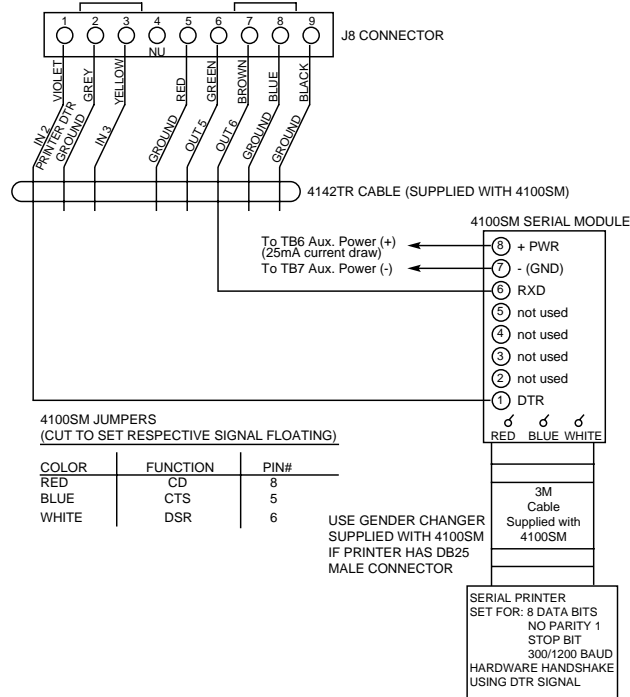 1 2 3 4 5 6 7 8 9
J8 CONNECTOR
NU
VIOLET
GREY
YELLOW
RED
GREEN
BROWN
BLUE
BLACK
IN 2
PRINTER DTR
GROUND
IN 3
GROUND
OUT 5
OUT 6
GROUND
GROUND
4142TR CABLE (SUPPLIED WITH 4100SM)
4100SM SERIAL MODULE
To TB6 Aux. Power (+)
(25mA current draw)
To TB7 Aux. Power (-)
8 + PWR
7 - (GND)
6 RXD
5 not used
4 not used
3 not used
2 not used
1 DTR
RED BLUE WHITE
4100SM JUMPERS
(CUT TO SET RESPECTIVE SIGNAL FLOATING)
COLOR FUNCTION PIN#
RED CD 8
BLUE CTS 5
WHITE DSR 6
3M
Cable
Supplied with
4100SM
USE GENDER CHANGER
SUPPLIED WITH 4100SM
IF PRINTER HAS DB25
MALE CONNECTOR
SERIAL PRINTER
SET FOR: 8 DATA BITS
NO PARITY 1
STOP BIT
300/1200 BAUD
HARDWARE HANDSHAKE
USING DTR SIGNAL